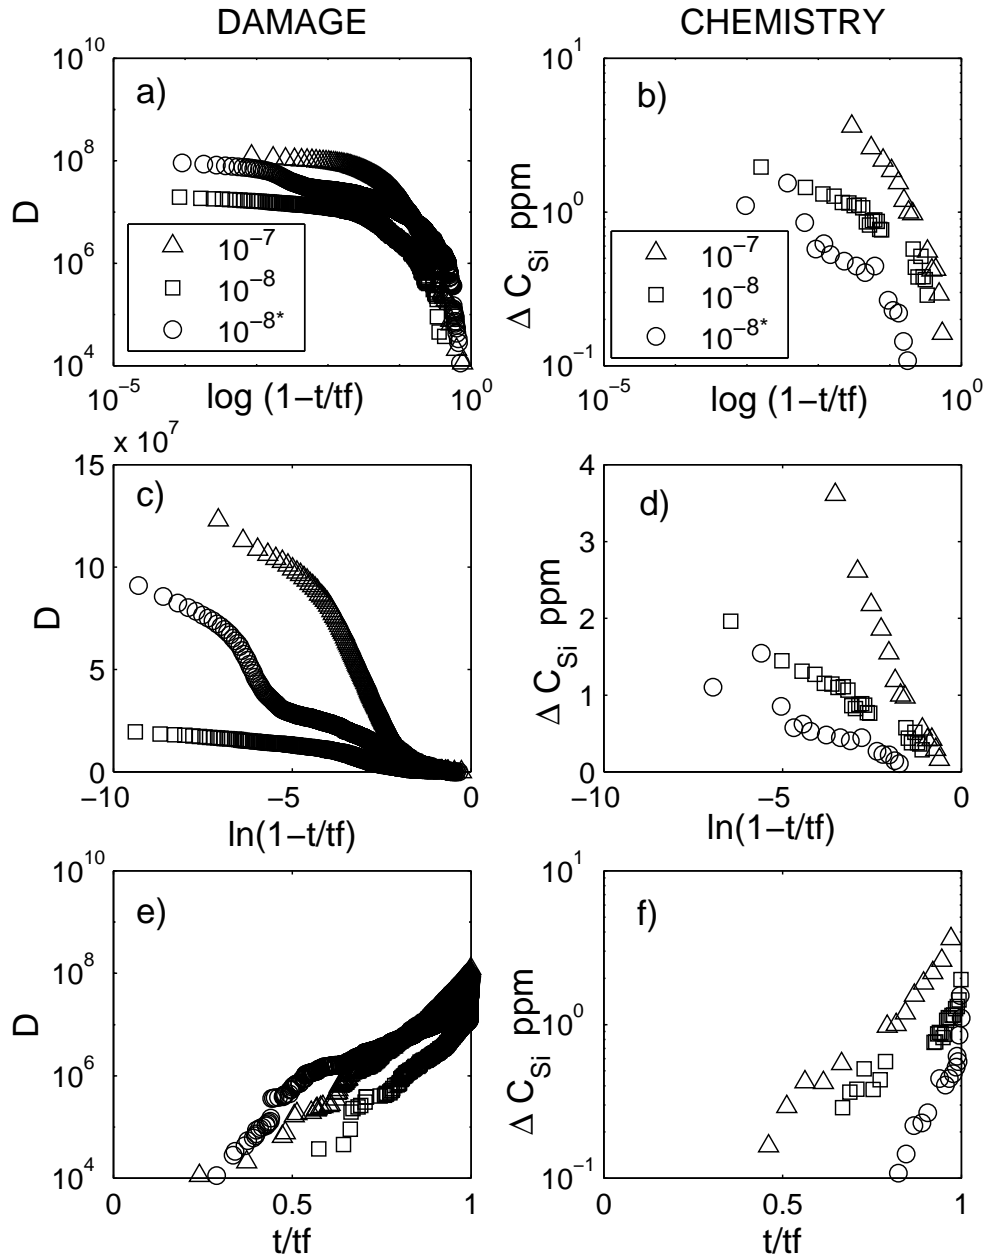 DAMAGE CHEMISTRY
a)
10^10
10^8
10^6
10^4
D
△ 10^−7
□ 10^−8
○ 10^−8*
10^−5 10^0
log (1−t/tf)
b)
10^1
10^0
10^−1
Δ C_Si ppm
△ 10^−7
□ 10^−8
○ 10^−8*
10^−5 10^0
log (1−t/tf)
x 10^7
c)
15
10
5
0
D
−10 −5 0
ln(1−t/tf)
d)
4
3
2
1
0
Δ C_Si ppm
−10 −5 0
ln(1−t/tf)
e)
10^10
10^8
10^6
10^4
D
0 0.5 1
t/tf
f)
10^1
10^0
10^−1
Δ C_Si ppm
0 0.5 1
t/tf